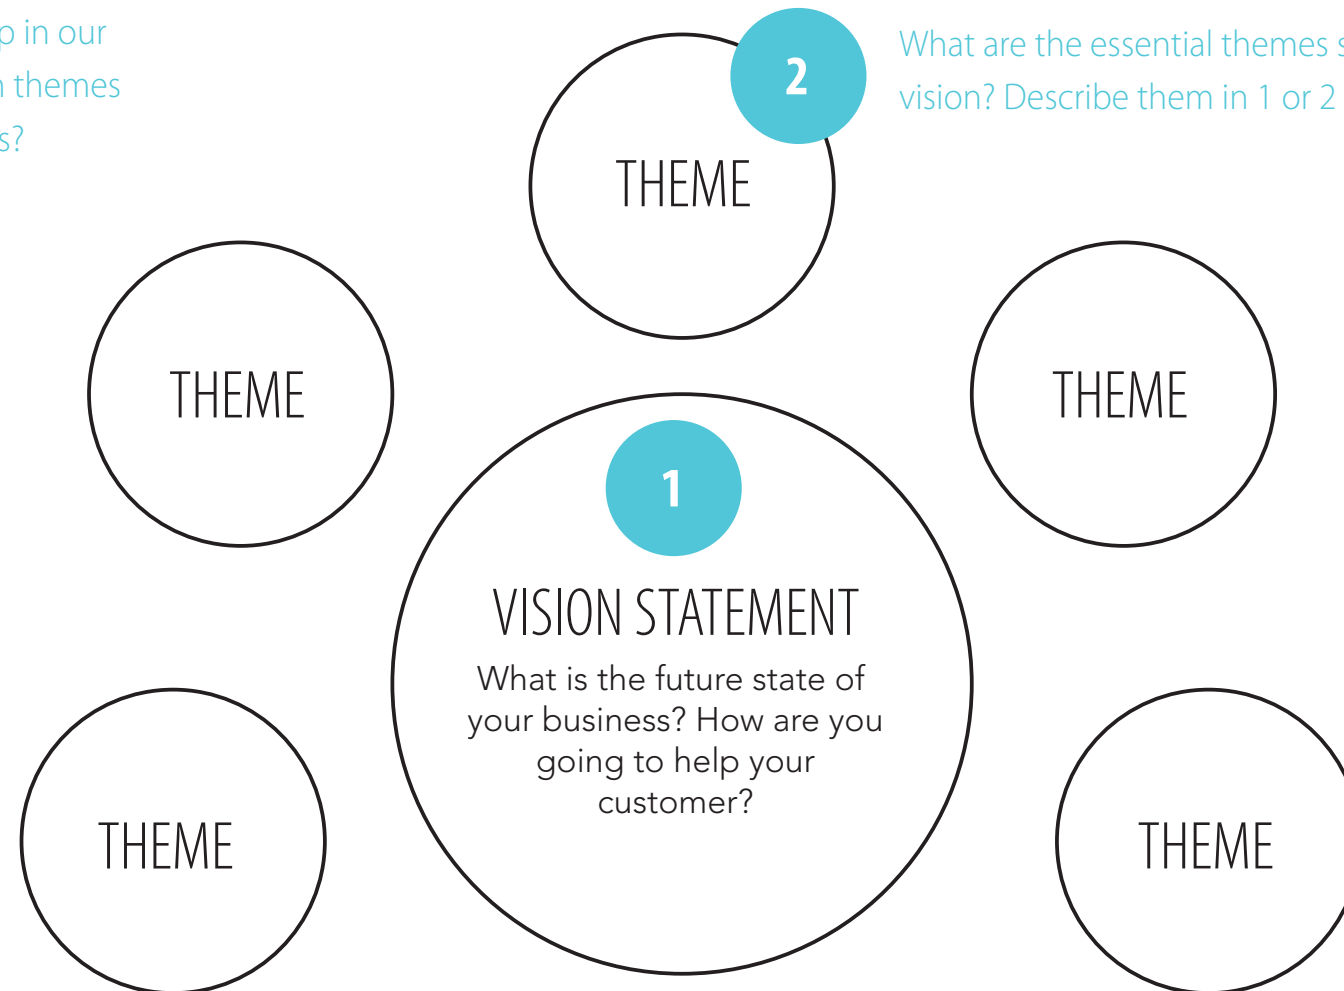 in our
themes
2
What are the essential themes
vision? Describe them in 1 or 2
THEME
THEME
THEME
1
VISION STATEMENT
What is the future state of
your business? How are you
going to help your
customer?
THEME
THEME